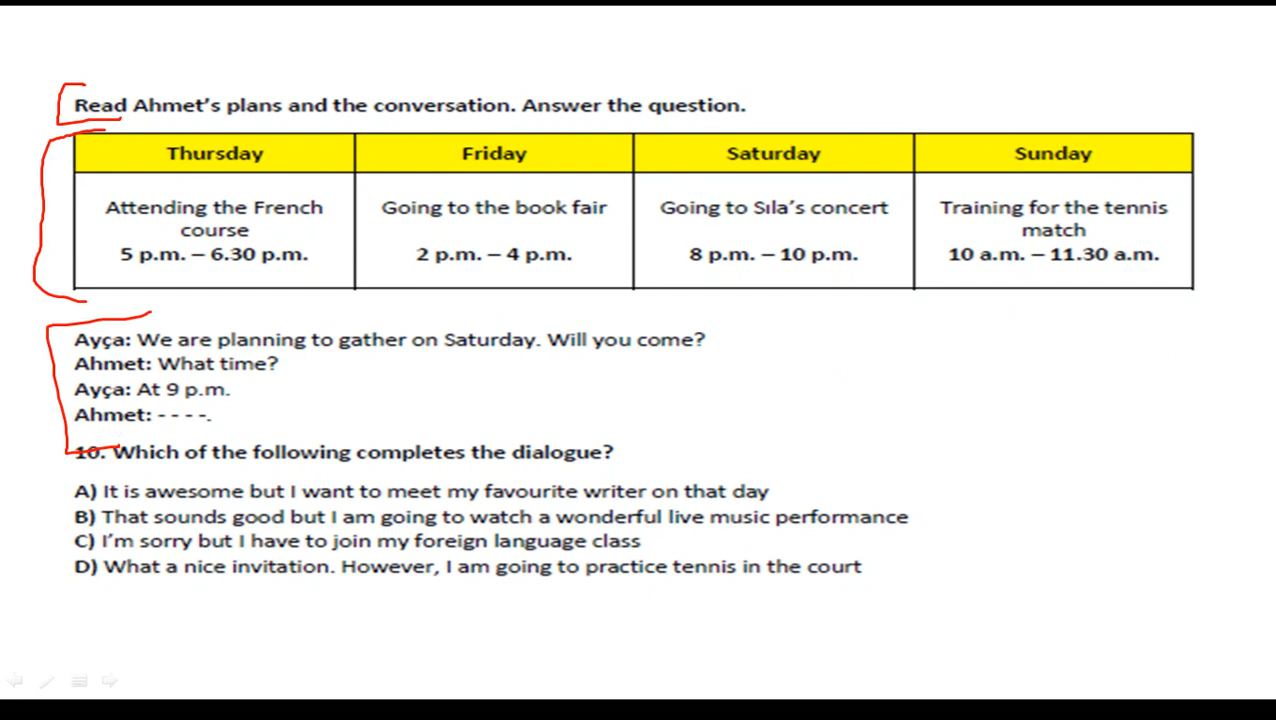 Read Ahmet's plans and the conversation. Answer the question.
Thursday Friday Saturday Sunday
Attending the French Going to the book fair Going to Sıla's concert Training for the tennis
course match
5 p.m. – 6.30 p.m. 2 p.m. – 4 p.m. 8 p.m. – 10 p.m. 10 a.m. – 11.30 a.m.
Ayça: We are planning to gather on Saturday. Will you come?
Ahmet: What time?
Ayça: At 9 p.m.
Ahmet: - - - -.
10. Which of the following completes the dialogue?
A) It is awesome but I want to meet my favourite writer on that day
B) That sounds good but I am going to watch a wonderful live music performance
C) I'm sorry but I have to join my foreign language class
D) What a nice invitation. However, I am going to practice tennis in the court